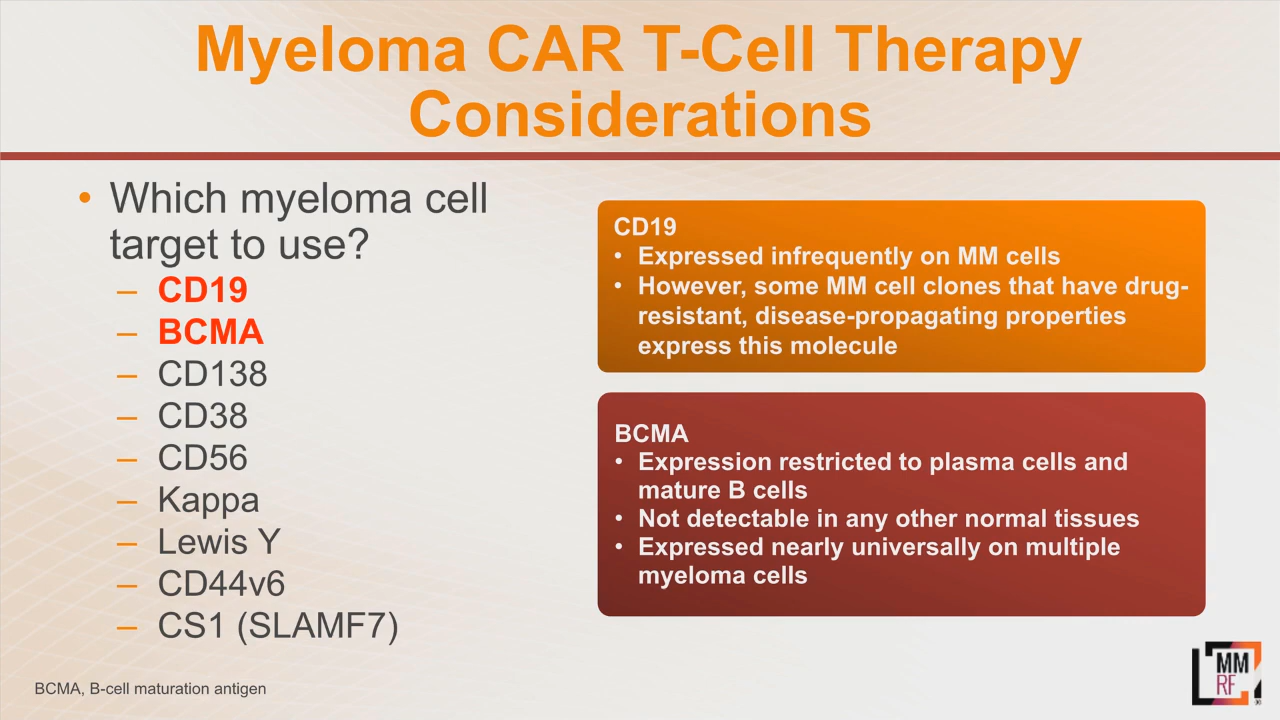 Myeloma CAR T-Cell Therapy
Considerations
• Which myeloma cell
target to use?
– CD19
– BCMA
– CD138
– CD38
– CD56
– Kappa
– Lewis Y
– CD44v6
– CS1 (SLAMF7)
CD19
• Expressed infrequently on MM cells
• However, some MM cell clones that have drug-
resistant, disease-propagating properties
express this molecule
BCMA
• Expression restricted to plasma cells and
mature B cells
• Not detectable in any other normal tissues
• Expressed nearly universally on multiple
myeloma cells
BCMA, B-cell maturation antigen
MM
RF